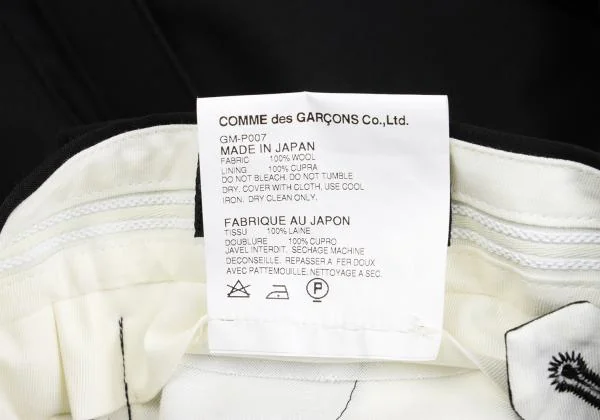 COMME des GARÇONS Co.,Ltd.
GM-P007
MADE IN JAPAN
FABRIC 100% WOOL
LINING 100% CUPRA
DO NOT BLEACH. DO NOT TUMBLE
DRY. COVER WITH CLOTH, USE COOL
IRON. DRY CLEAN ONLY.
FABRIQUE AU JAPON
TISSU 100% LAINE
DOUBLURE 100% CUPRO
JAVEL INTERDIT. SECHAGE MACHINE
DECONSEILLE. REPASSER A FER DOUX
AVEC PATTEMOUILLE. NETTOYAGE A SEC.
P